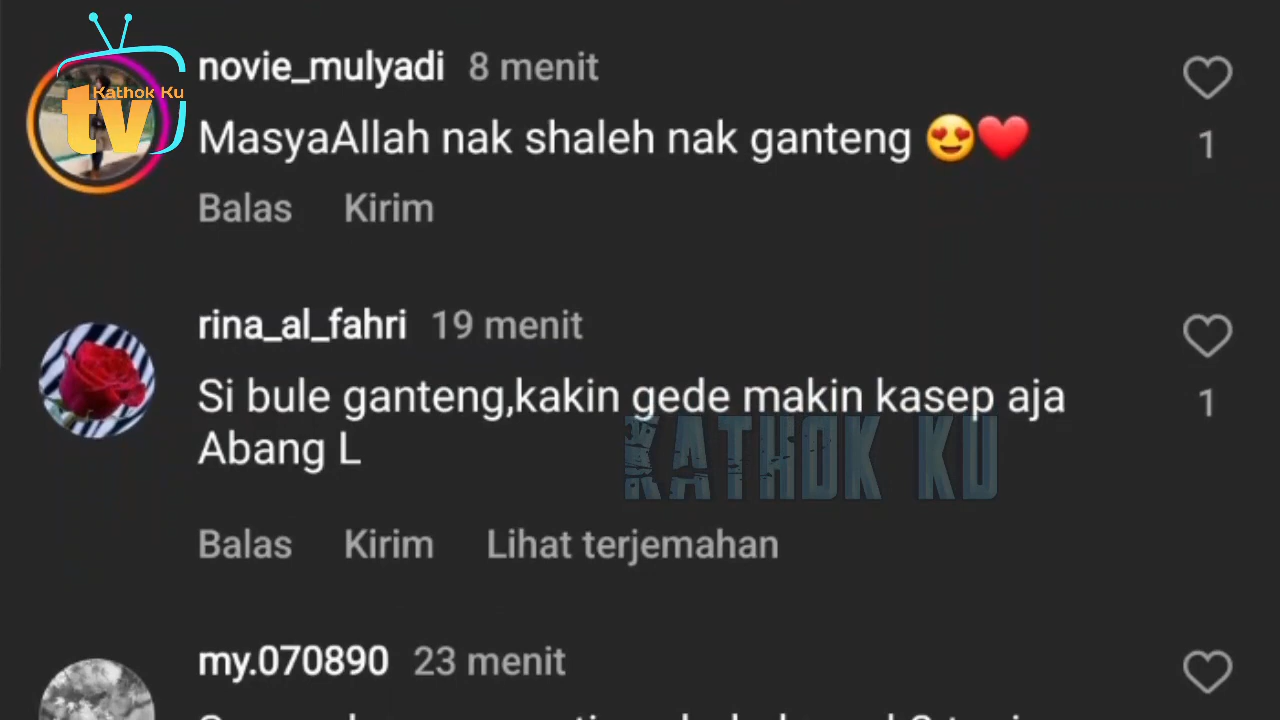 Kathok Ku
tv
novie_mulyadi 8 menit
MasyaAllah nak shaleh nak ganteng 😍❤️
1
Balas Kirim
rina_al_fahri 19 menit
Si bule ganteng,kakin gede makin kasep aja
1
Abang L
KATHOK KU
Balas Kirim Lihat terjemahan
my.070890 23 menit